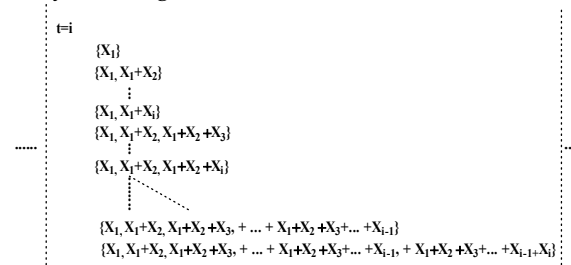 t=i
{X₁}
{X₁, X₁+X₂}
⋮
{X₁, X₁+Xᵢ}
{X₁, X₁+X₂, X₁+X₂+X₃}
⋮
...... {X₁, X₁+X₂, X₁+X₂+Xᵢ}
{X₁, X₁+X₂, X₁+X₂+X₃, + ... + X₁+X₂+X₃+... +Xᵢ₋₁}
{X₁, X₁+X₂, X₁+X₂+X₃, + ... + X₁+X₂+X₃+... +Xᵢ₋₁, + X₁+X₂+X₃+... +Xᵢ₋₁+Xᵢ}